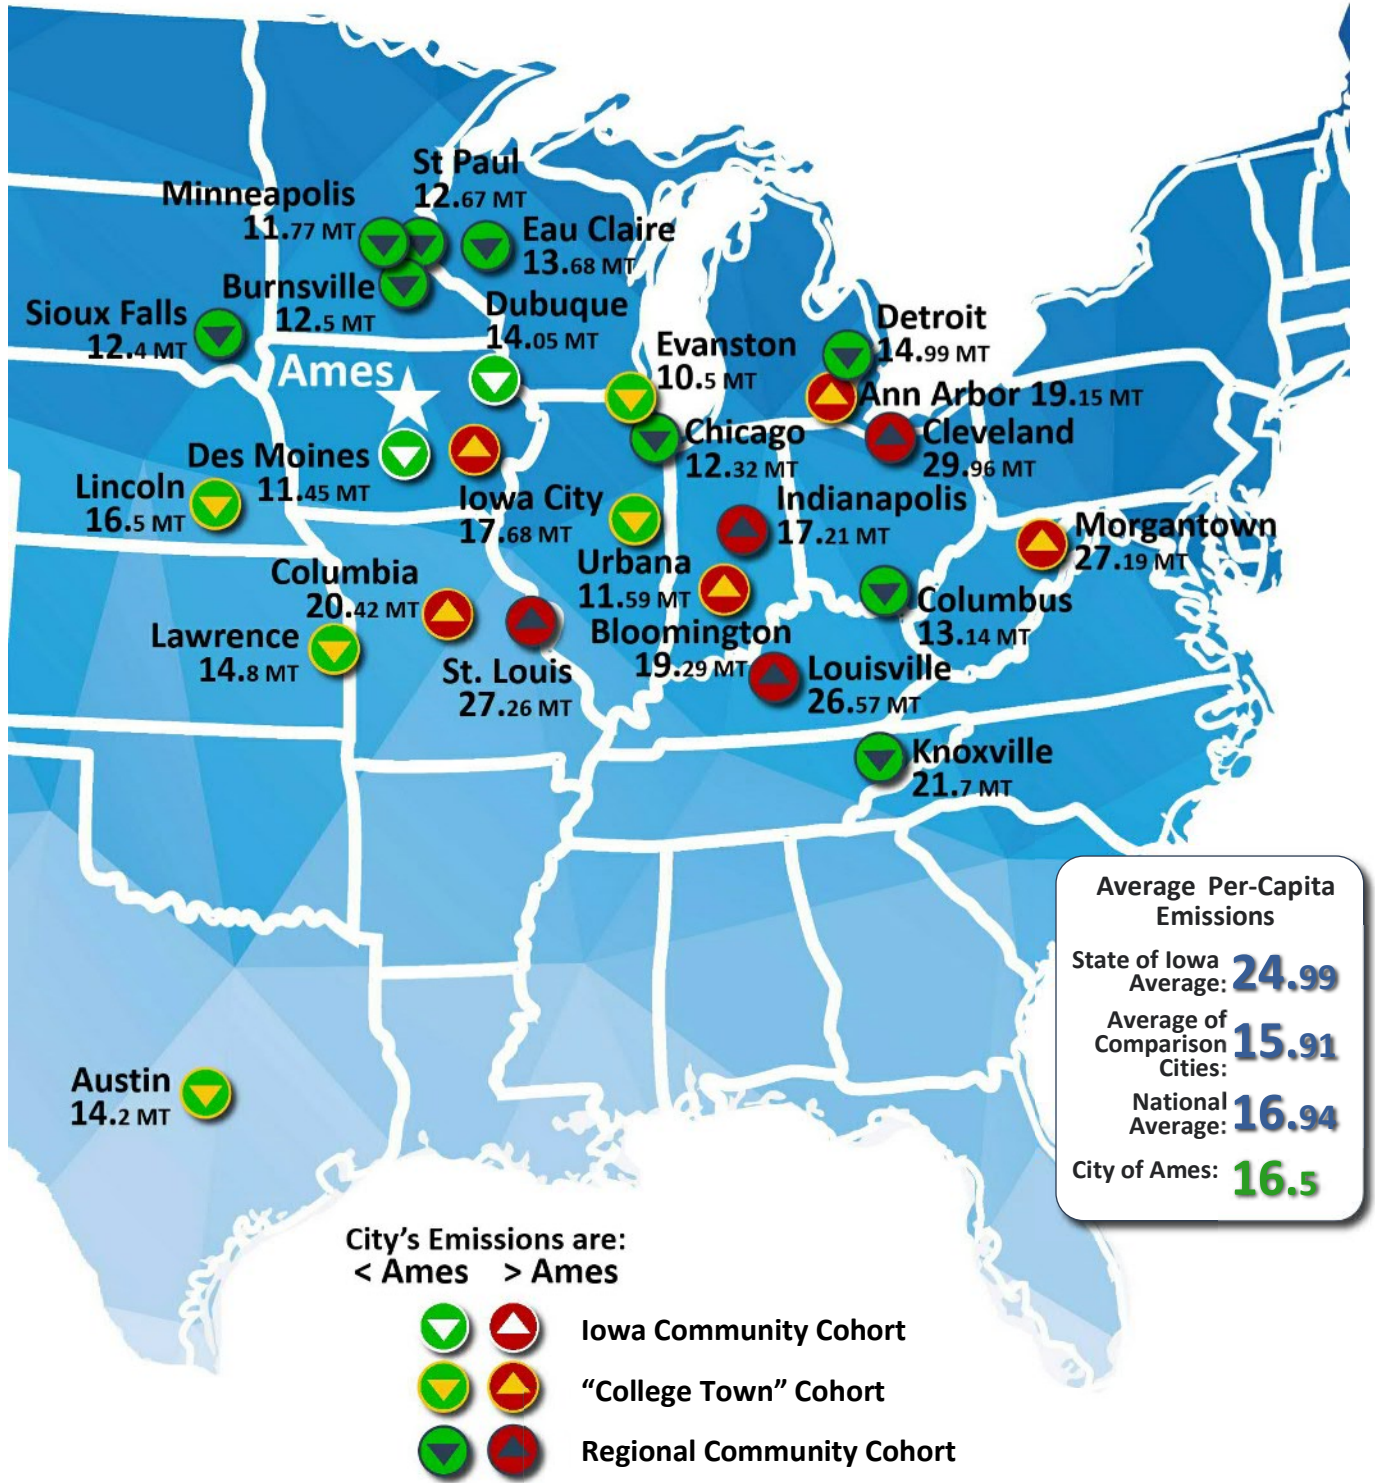 St Paul
12.67 MT
Minneapolis
11.77 MT
Eau Claire
13.68 MT
Burnsville
12.5 MT
Dubuque
14.05 MT
Sioux Falls
12.4 MT
Detroit
14.99 MT
Evanston
10.5 MT
Ames
Ann Arbor 19.15 MT
Chicago
12.32 MT
Cleveland
29.96 MT
Des Moines
11.45 MT
Lincoln
16.5 MT
Iowa City
17.68 MT
Indianapolis
17.21 MT
Morgantown
27.19 MT
Urbana
11.59 MT
Columbia
20.42 MT
Columbus
13.14 MT
Lawrence
14.8 MT
Bloomington
19.29 MT
St. Louis
27.26 MT
Louisville
26.57 MT
Knoxville
21.7 MT
Average Per-Capita
Emissions
State of Iowa
Average: 24.99
Average of
Comparison
Cities: 15.91
National
Average: 16.94
City of Ames: 16.5
Austin
14.2 MT
City's Emissions are:
< Ames > Ames
Iowa Community Cohort
“College Town” Cohort
Regional Community Cohort